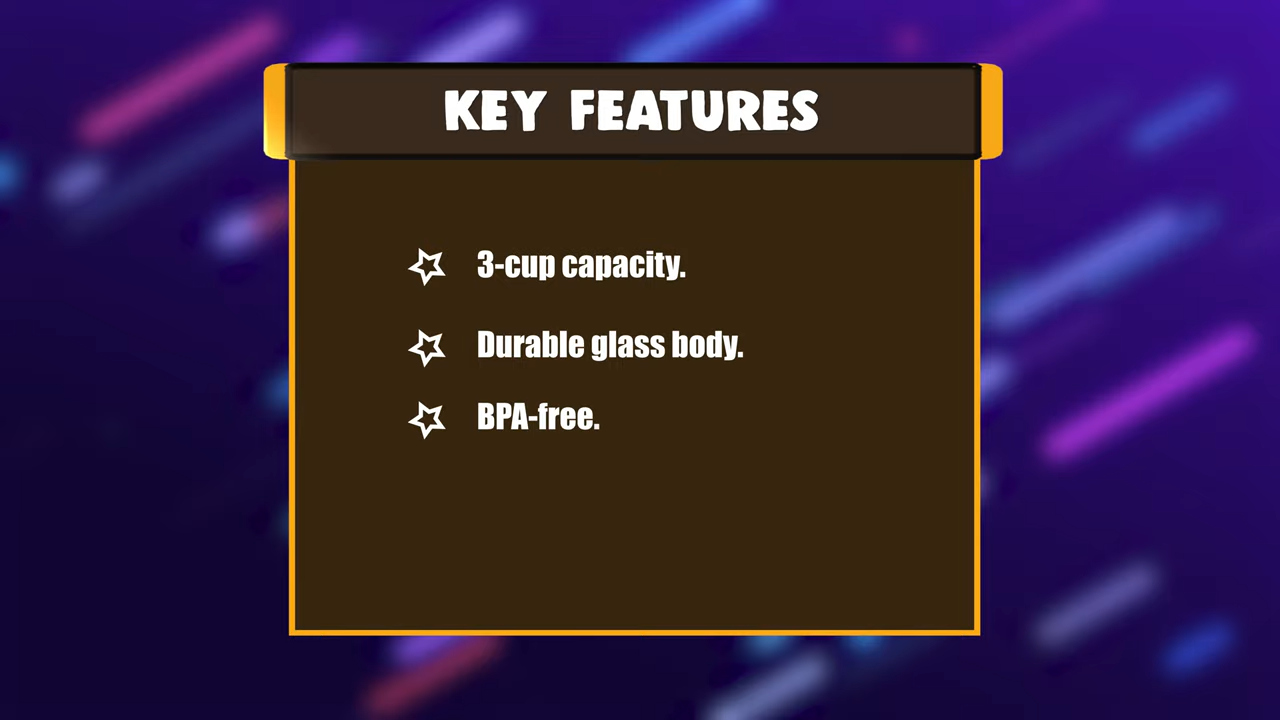 KEY FEATURES
3-cup capacity.
Durable glass body.
BPA-free.